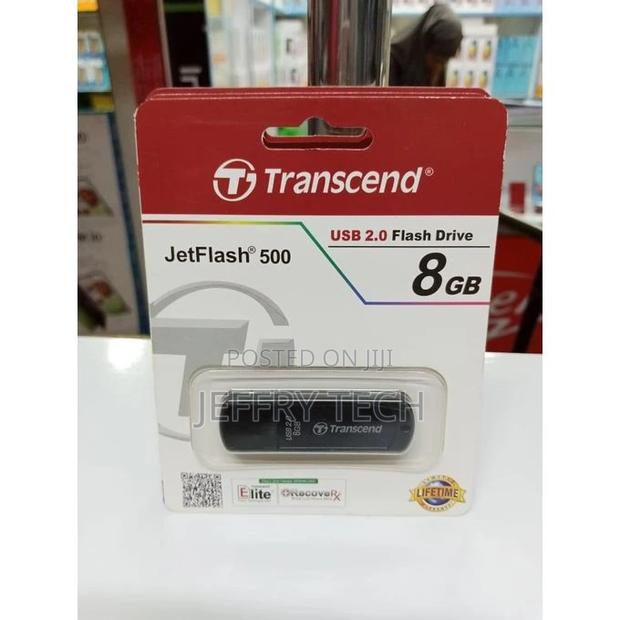 Transcend®
USB 2.0 Flash Drive
JetFlash® 500
8GB
POSTED ON JIJI
JEFFRY TECH
USB 2.0
8GB
Transcend
Elite
RecoveRx
LIFETIME